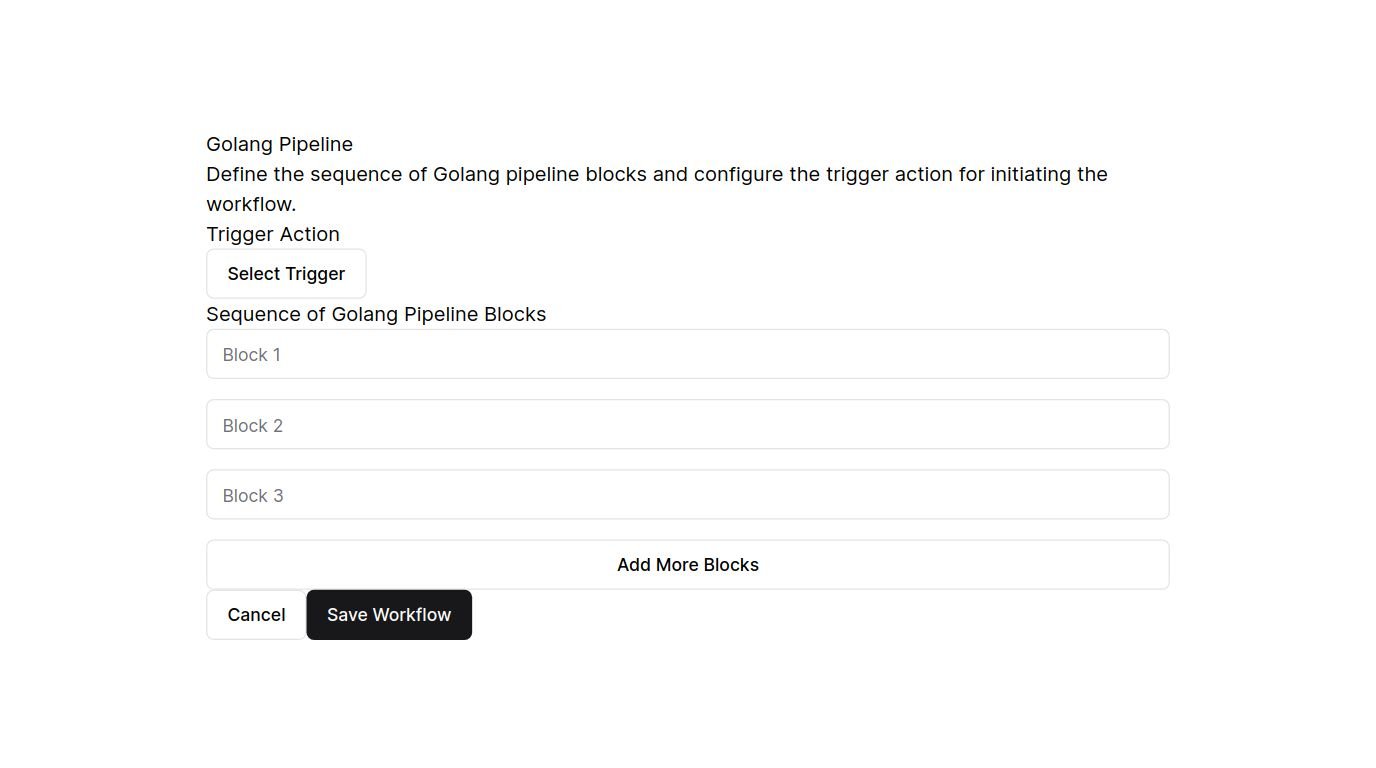 Golang Pipeline
Define the sequence of Golang pipeline blocks and configure the trigger action for initiating the
workflow.
Trigger Action
Select Trigger
Sequence of Golang Pipeline Blocks
Block 1
Block 2
Block 3
Add More Blocks
Cancel Save Workflow